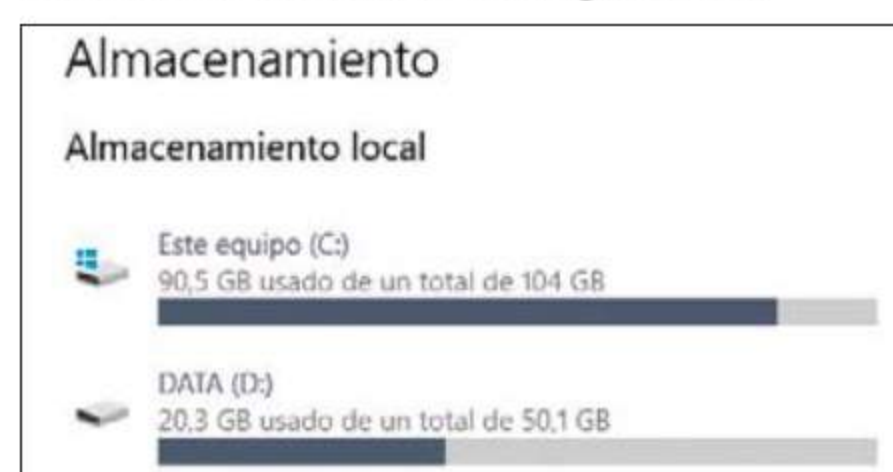 Almacenamiento
Almacenamiento local
Este equipo (C:)
90,5 GB usado de un total de 104 GB
DATA (D:)
20,3 GB usado de un total de 50,1 GB